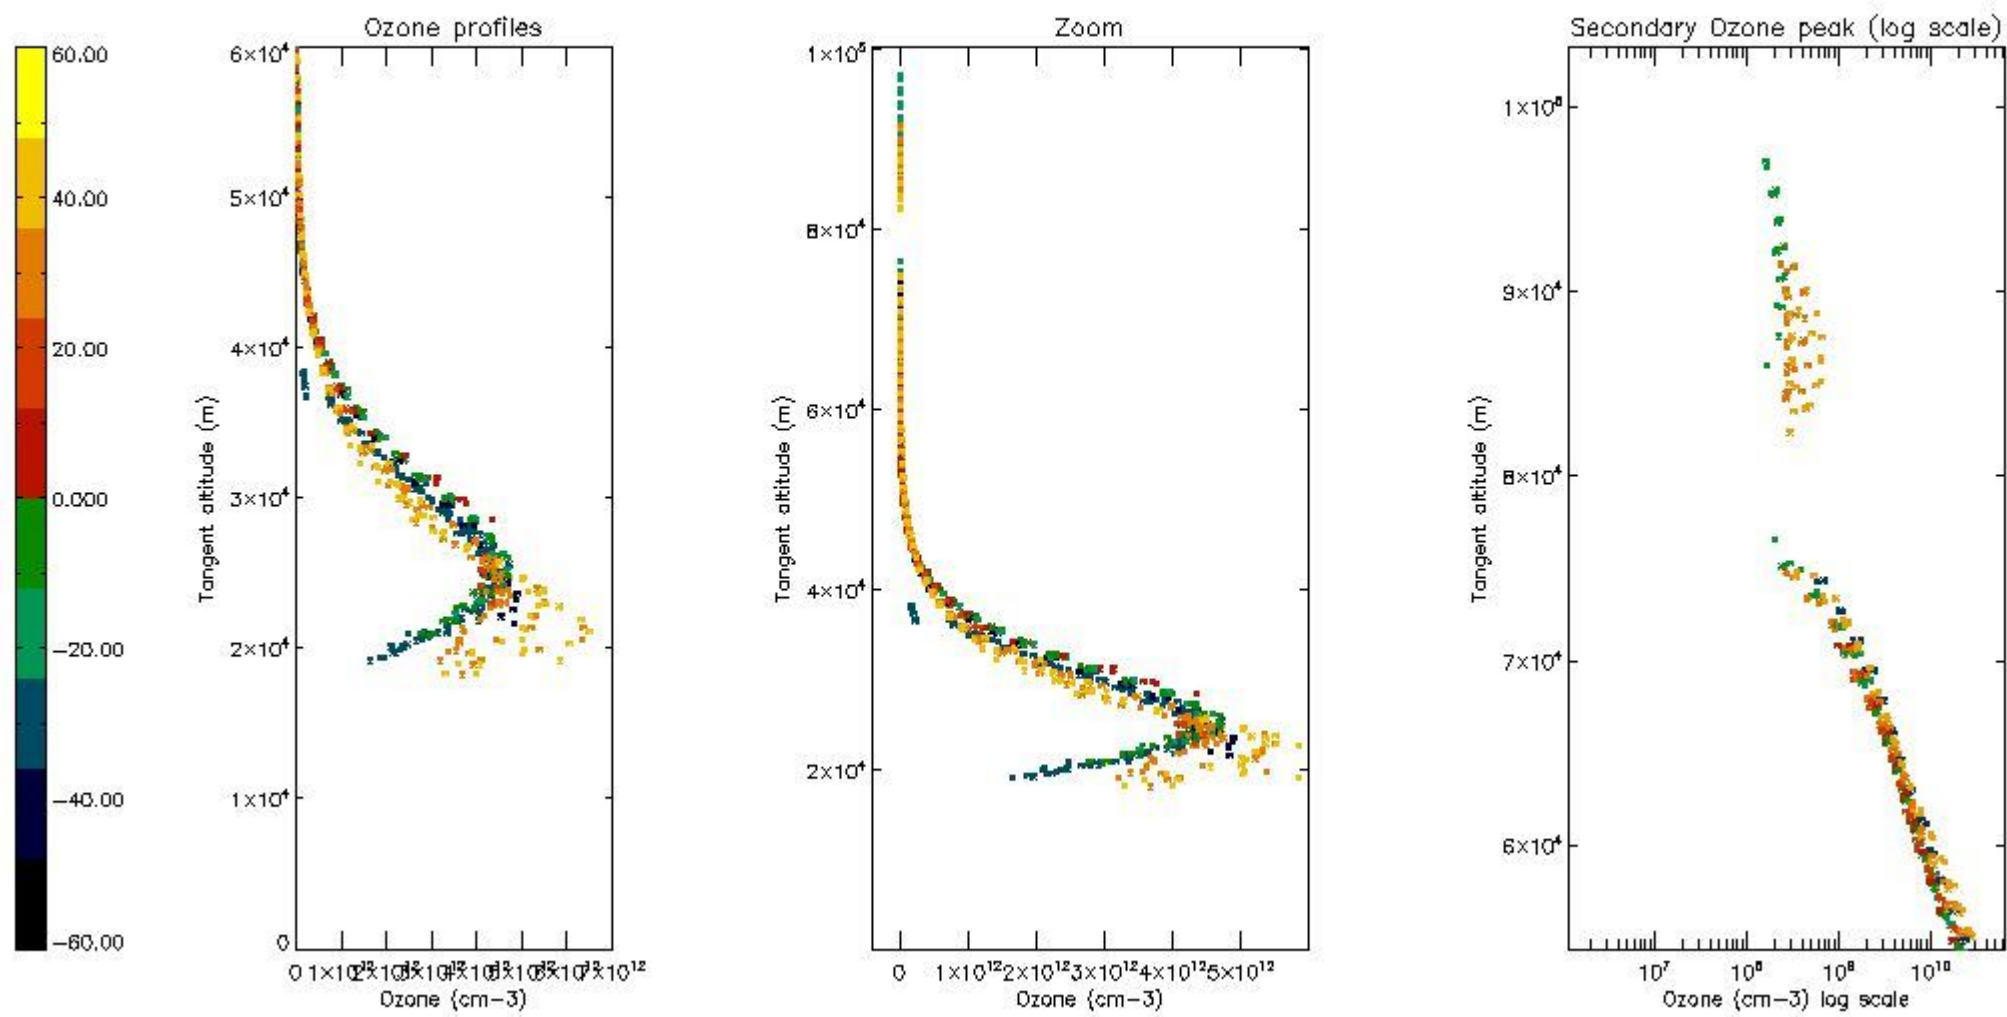 Ozone profiles
Zoom
Secondary Ozone peak (log scale)
60.00
40.00
20.00
0.000
−20.00
−40.00
−60.00
6×10⁴
5×10⁴
4×10⁴
3×10⁴
2×10⁴
1×10⁴
0
Tangent altitude (m)
0
7×10¹²
Ozone (cm−3)
1×10⁵
8×10⁴
6×10⁴
4×10⁴
2×10⁴
Tangent altitude (m)
0 1×10¹² 2×10¹² 3×10¹² 4×10¹² 5×10¹²
Ozone (cm−3)
1×10⁵
9×10⁴
8×10⁴
7×10⁴
6×10⁴
Tangent altitude (m)
10⁷ 10⁸ 10⁹ 10¹⁰
Ozone (cm−3) log scale